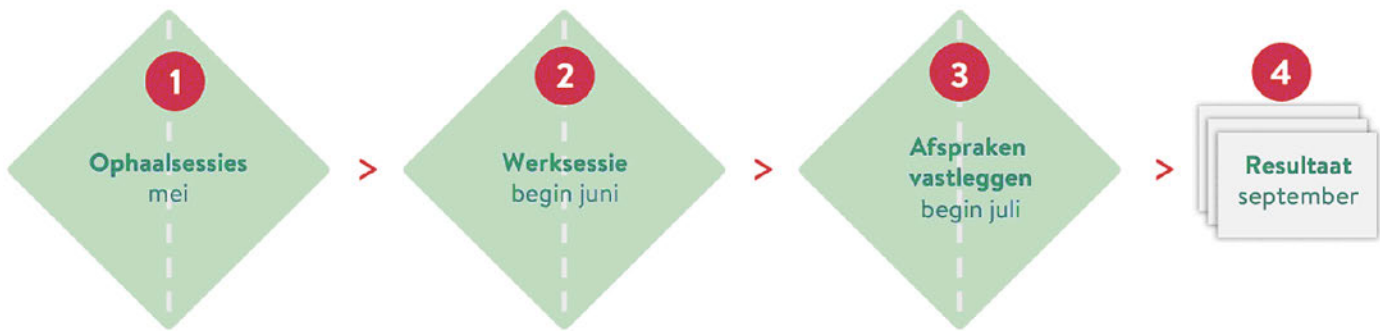 1
Ophaalsessies
mei
>
2
Werksessie
begin juni
>
3
Afspraken
vastleggen
begin juli
>
4
Resultaat
september